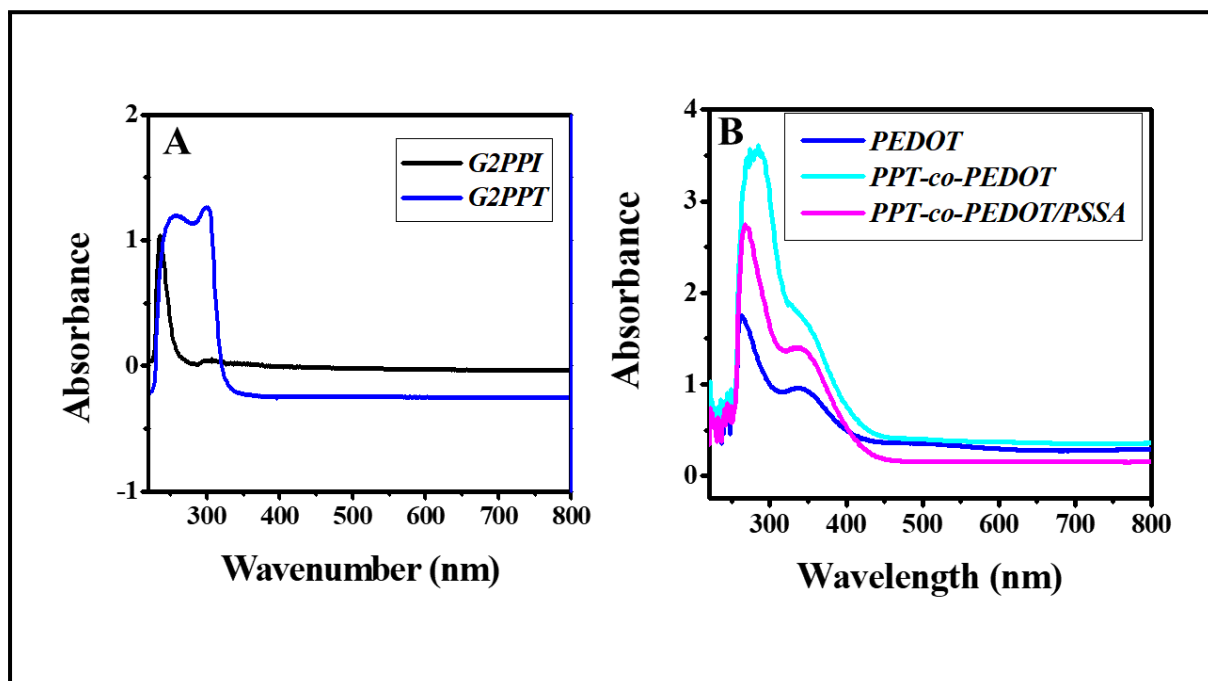 A
G2PPI
G2PPT
2
1
0
-1
300
400
500
600
700
800
Absorbance
Wavenumber (nm)
B
PEDOT
PPT-co-PEDOT
PPT-co-PEDOT/PSSA
4
3
2
1
0
300
400
500
600
700
800
Absorbance
Wavelength (nm)